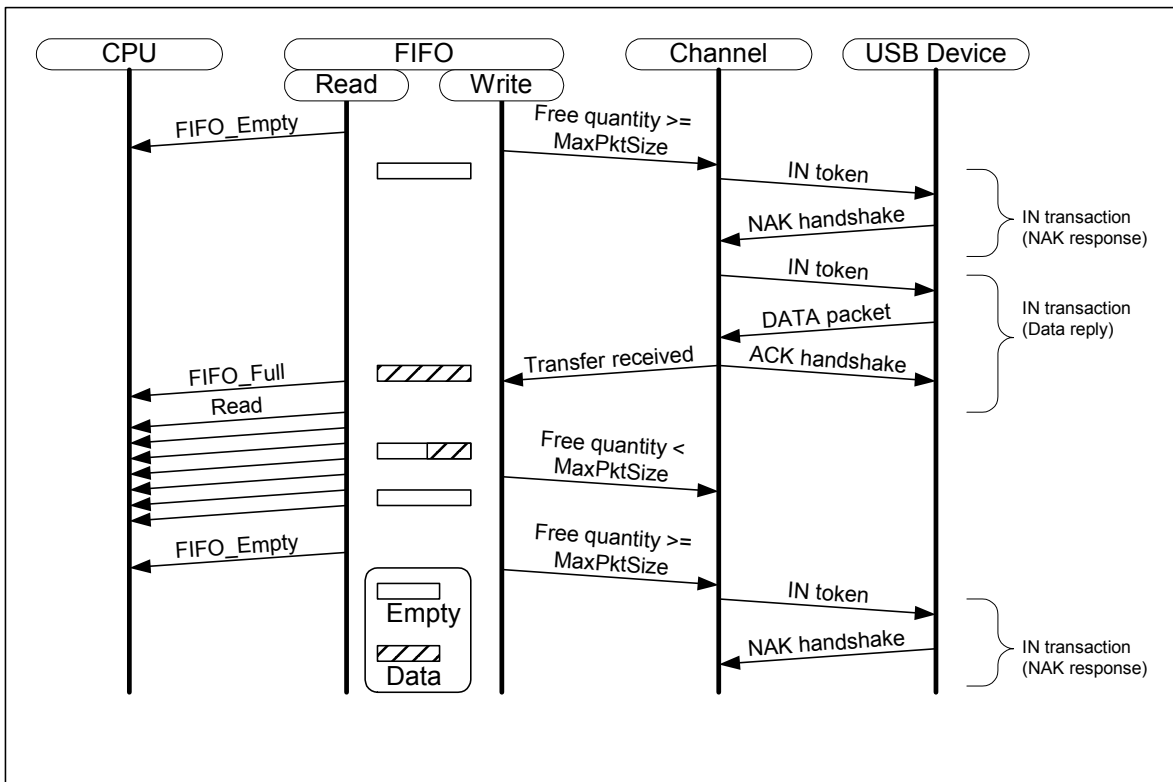 CPU
FIFO
Channel
USB Device
Read
Write
FIFO_Empty
Free quantity >=
MaxPktSize
IN token
NAK handshake
IN transaction
(NAK response)
IN token
DATA packet
IN transaction
(Data reply)
Transfer received
ACK handshake
FIFO_Full
Read
Free quantity <
MaxPktSize
FIFO_Empty
Free quantity >=
MaxPktSize
Empty
Data
IN token
NAK handshake
IN transaction
(NAK response)